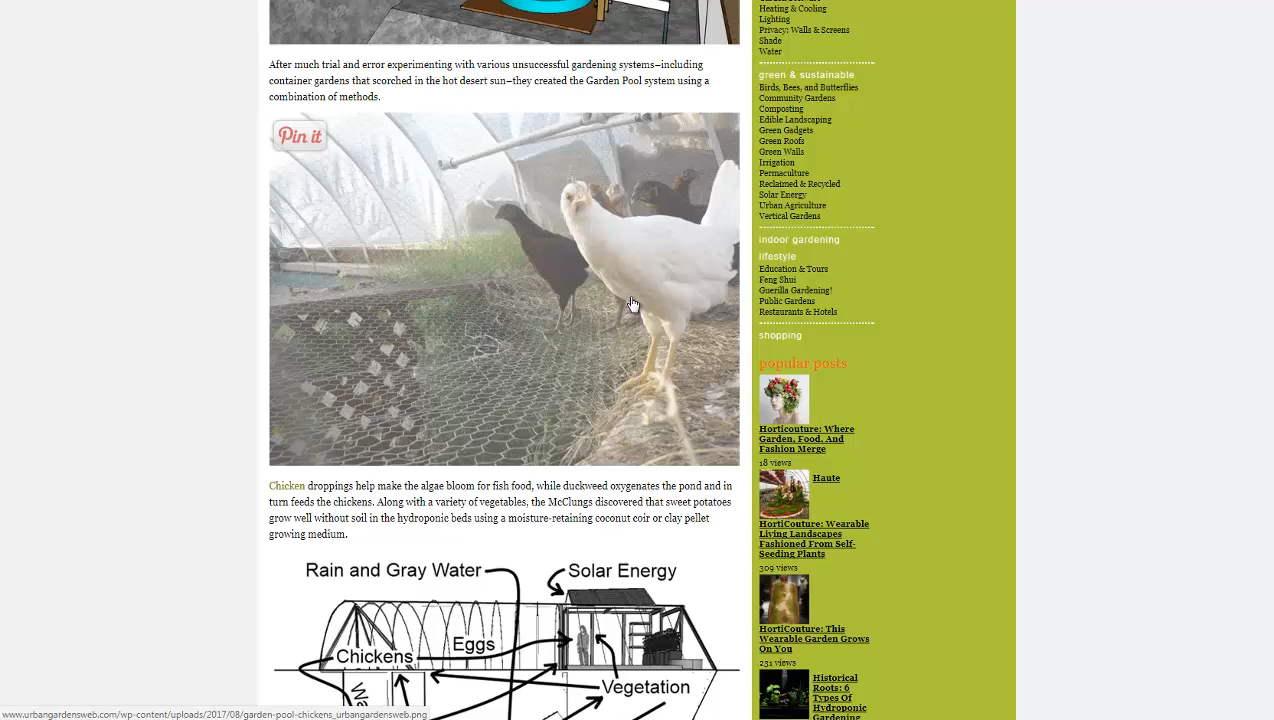 Heating & Cooling
Lighting
Privacy: Walls & Screens
Shade
Water
After much trial and error experimenting with various unsuccessful gardening systems–including
container gardens that scorched in the hot desert sun–they created the Garden Pool system using a
combination of methods.
Pin it
green & sustainable
Birds, Bees, and Butterflies
Community Gardens
Composting
Edible Landscaping
Green Gadgets
Green Roofs
Green Walls
Irrigation
Permaculture
Reclaimed & Recycled
Solar Energy
Urban Agriculture
Vertical Gardens
indoor gardening
lifestyle
Education & Tours
Feng Shui
Guerilla Gardening!
Public Gardens
Restaurants & Hotels
shopping
popular posts
Horticouture: Where
Garden, Food, And
Fashion Merge
18 views
Haute
HortiCouture: Wearable
Living Landscapes
Fashioned From Self-
Seeding Plants
309 views
HortiCouture: This
Wearable Garden Grows
On You
231 views
Historical
Roots: 6
Types Of
Hydroponic
Gardening
Chicken droppings help make the algae bloom for fish food, while duckweed oxygenates the pond and in
turn feeds the chickens. Along with a variety of vegetables, the McClungs discovered that sweet potatoes
grow well without soil in the hydroponic beds using a moisture-retaining coconut coir or clay pellet
growing medium.
Rain and Gray Water
Solar Energy
Eggs
Chickens
Vegetation
www.urbangardensweb.com/wp-content/uploads/2017/08/garden-pool-chickens_urbangardensweb.png